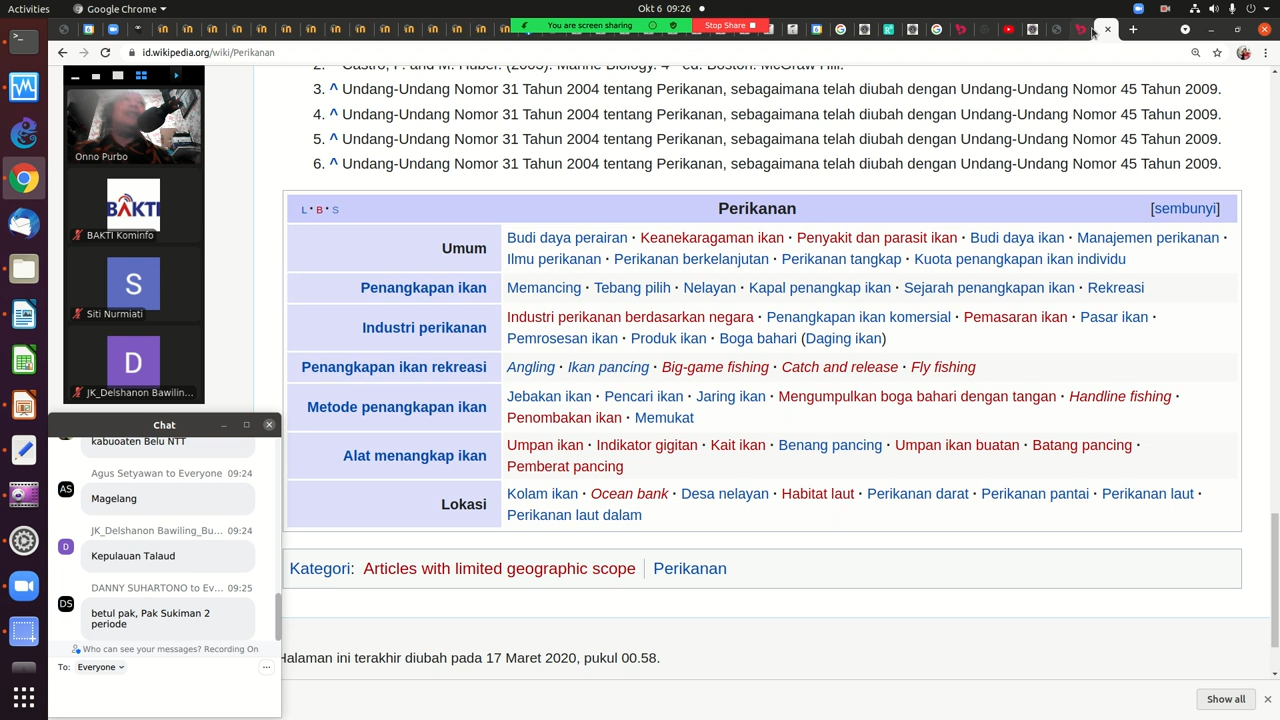 Activities
Google Chrome
Okt 6 09:26
You are screen sharing
Stop Share
id.wikipedia.org/wiki/Perikanan
3. ^ Undang-Undang Nomor 31 Tahun 2004 tentang Perikanan, sebagaimana telah diubah dengan Undang-Undang Nomor 45 Tahun 2009.
4. ^ Undang-Undang Nomor 31 Tahun 2004 tentang Perikanan, sebagaimana telah diubah dengan Undang-Undang Nomor 45 Tahun 2009.
5. ^ Undang-Undang Nomor 31 Tahun 2004 tentang Perikanan, sebagaimana telah diubah dengan Undang-Undang Nomor 45 Tahun 2009.
6. ^ Undang-Undang Nomor 31 Tahun 2004 tentang Perikanan, sebagaimana telah diubah dengan Undang-Undang Nomor 45 Tahun 2009.
L · B · S
Perikanan
[sembunyi]
Umum
Budi daya perairan · Keanekaragaman ikan · Penyakit dan parasit ikan · Budi daya ikan · Manajemen perikanan ·
Ilmu perikanan · Perikanan berkelanjutan · Perikanan tangkap · Kuota penangkapan ikan individu
Penangkapan ikan
Memancing · Tebang pilih · Nelayan · Kapal penangkap ikan · Sejarah penangkapan ikan · Rekreasi
Industri perikanan
Industri perikanan berdasarkan negara · Penangkapan ikan komersial · Pemasaran ikan · Pasar ikan ·
Pemrosesan ikan · Produk ikan · Boga bahari (Daging ikan)
Penangkapan ikan rekreasi
Angling · Ikan pancing · Big-game fishing · Catch and release · Fly fishing
Metode penangkapan ikan
Jebakan ikan · Pencari ikan · Jaring ikan · Mengumpulkan boga bahari dengan tangan · Handline fishing ·
Penombakan ikan · Memukat
Alat menangkap ikan
Umpan ikan · Indikator gigitan · Kait ikan · Benang pancing · Umpan ikan buatan · Batang pancing ·
Pemberat pancing
Lokasi
Kolam ikan · Ocean bank · Desa nelayan · Habitat laut · Perikanan darat · Perikanan pantai · Perikanan laut ·
Perikanan laut dalam
Kategori: Articles with limited geographic scope | Perikanan
Halaman ini terakhir diubah pada 17 Maret 2020, pukul 00.58.
Show all
Onno Purbo
BAKTI
BAKTI Kominfo
S
Siti Nurmiati
D
JK_Delshanon Bawilin...
Chat
kabuoaten Belu NTT
Agus Setyawan to Everyone 09:24
AS
Magelang
JK_Delshanon Bawiling_Bu... 09:24
D
Kepulauan Talaud
DANNY SUHARTONO to Ev... 09:25
DS
betul pak, Pak Sukiman 2
periode
Who can see your messages? Recording On
To: Everyone